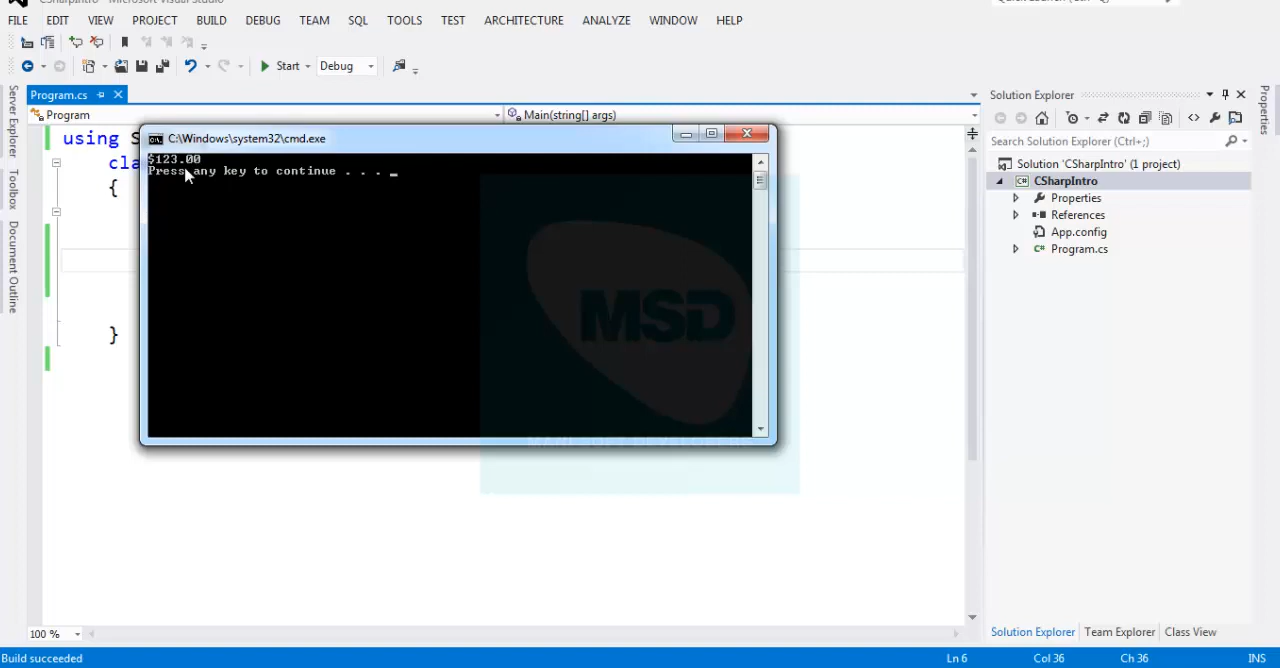 CSharpIntro - Microsoft Visual Studio
Quick Launch (Ctrl+Q)
FILE EDIT VIEW PROJECT BUILD DEBUG TEAM SQL TOOLS TEST ARCHITECTURE ANALYZE WINDOW HELP
Start Debug
Server Explorer
Toolbox
Document Outline
Program.cs
Program
Main(string[] args)
using S
cla
{
}
C:\Windows\system32\cmd.exe
$123.00
Press any key to continue . . . _
MSD
Solution Explorer
Search Solution Explorer (Ctrl+;)
Solution 'CSharpIntro' (1 project)
CSharpIntro
Properties
References
App.config
Program.cs
Properties
100 %
Solution Explorer Team Explorer Class View
Build succeeded
Ln 6 Col 36 Ch 36 INS